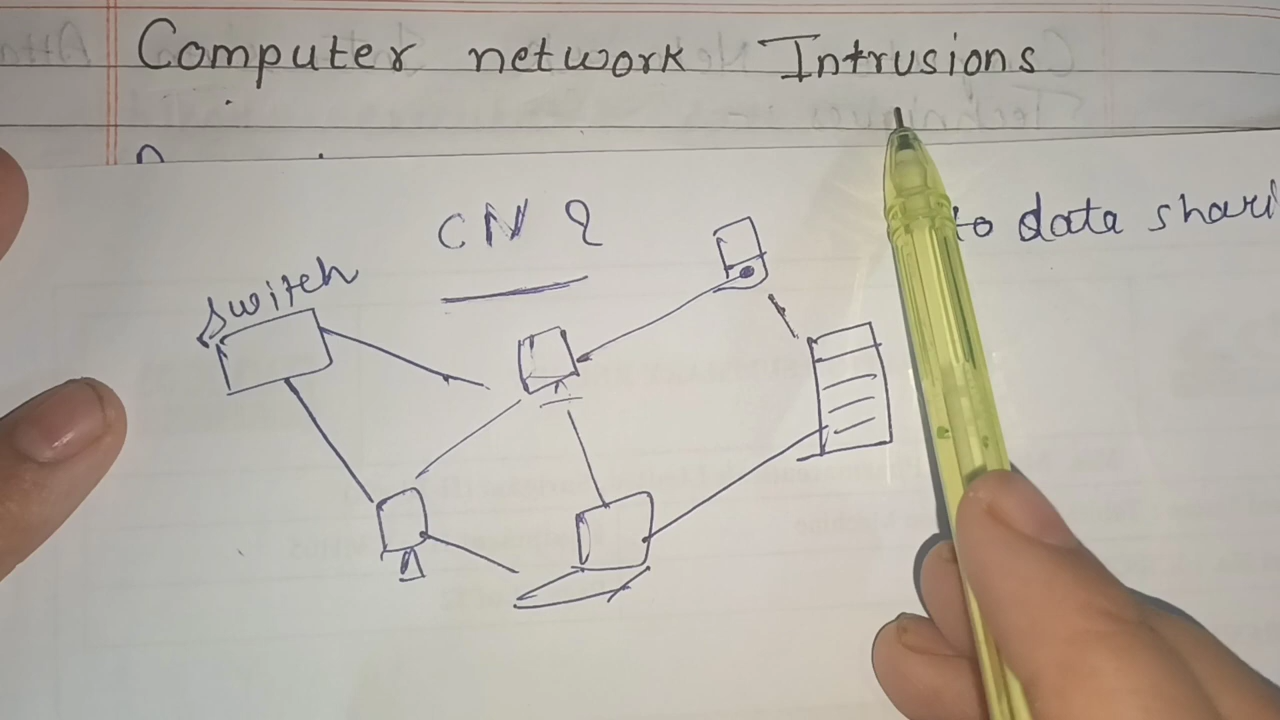 Computer network Intrusions
CN ?
to data shari
switch